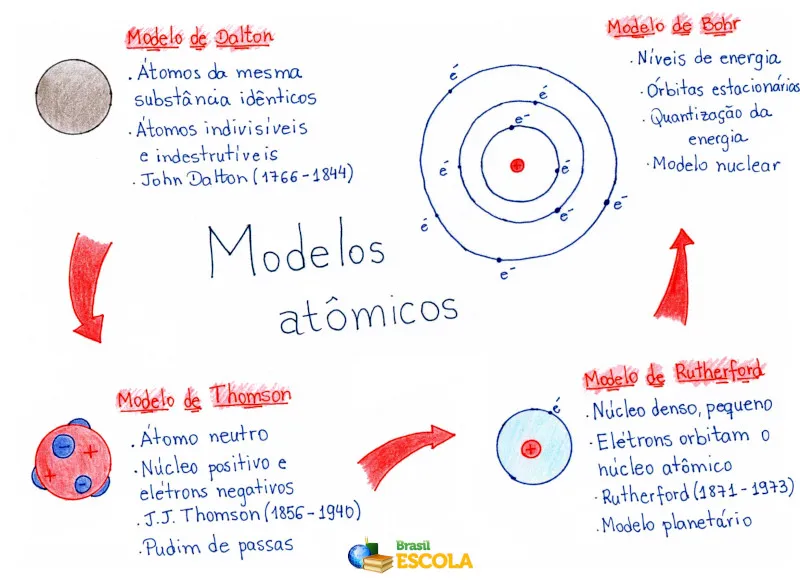 Modelo de Dalton
· Átomos da mesma
substância idênticos
· Átomos indivisíveis
e indestrutíveis
· John Dalton (1766-1844)
Modelo de Bohr
· Níveis de energia
· Órbitas estacionárias
· Quantização da
energia
· Modelo nuclear
é
é
e-
é
é
e-
e-
é
e-
+
Modelos
atômicos
Modelo de Thomson
· Átomo neutro
· Núcleo positivo e
elétrons negativos
· J.J. Thomson (1856-1940)
· Pudim de passas
-
+
+
-
Modelo de Rutherford
· Núcleo denso, pequeno
· Elétrons orbitam o
núcleo atômico
· Rutherford (1871-1973)
· Modelo planetário
é
+
Brasil
ESCOLA